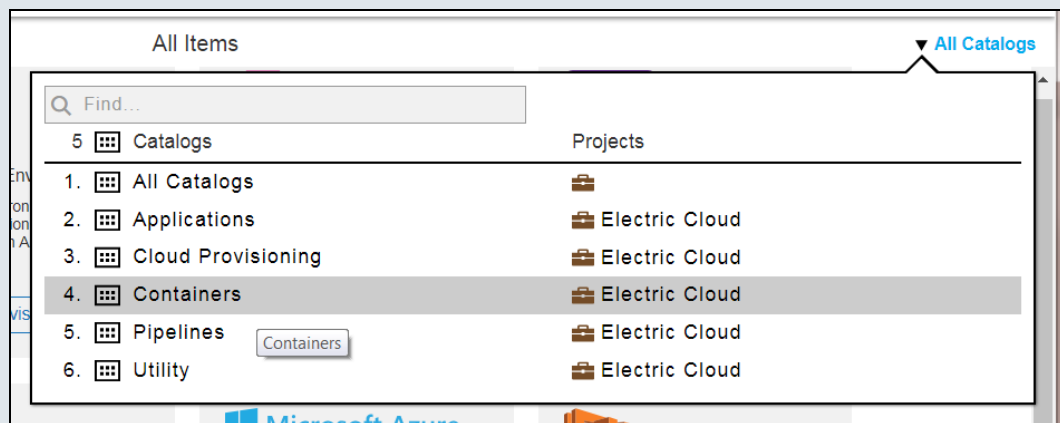 All Items
▼ All Catalogs
Find...
5 Catalogs Projects
1. All Catalogs
2. Applications Electric Cloud
3. Cloud Provisioning Electric Cloud
4. Containers Electric Cloud
5. Pipelines Electric Cloud
Containers
6. Utility Electric Cloud
Microsoft Azure